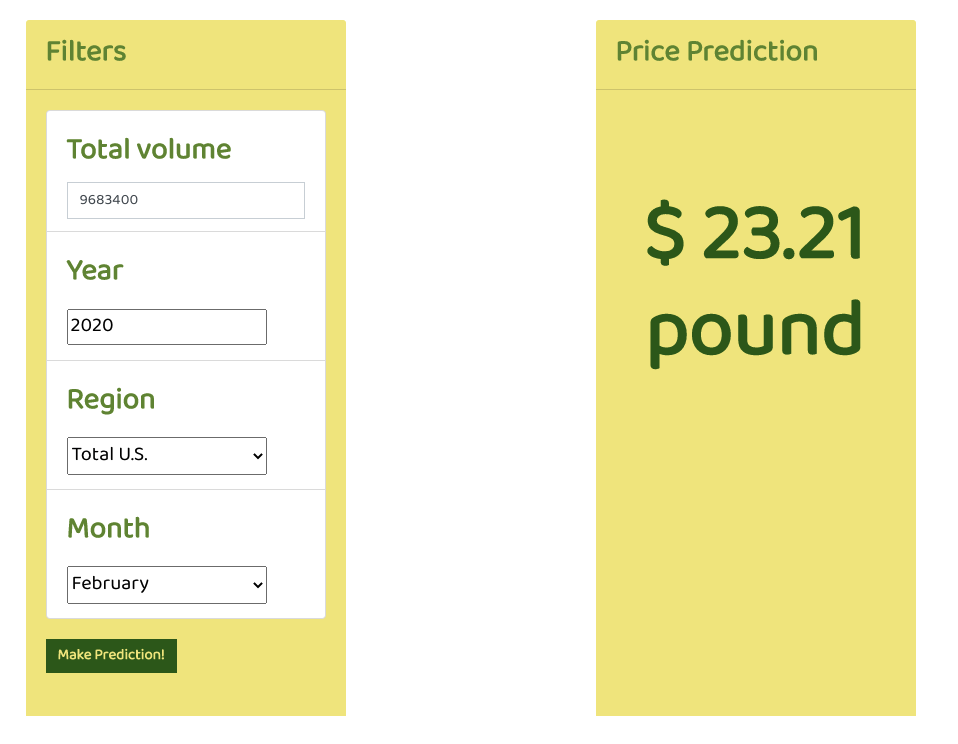 Filters
Total volume
9683400
Year
2020
Region
Total U.S.
Month
February
Make Prediction!
Price Prediction
$ 23.21
pound